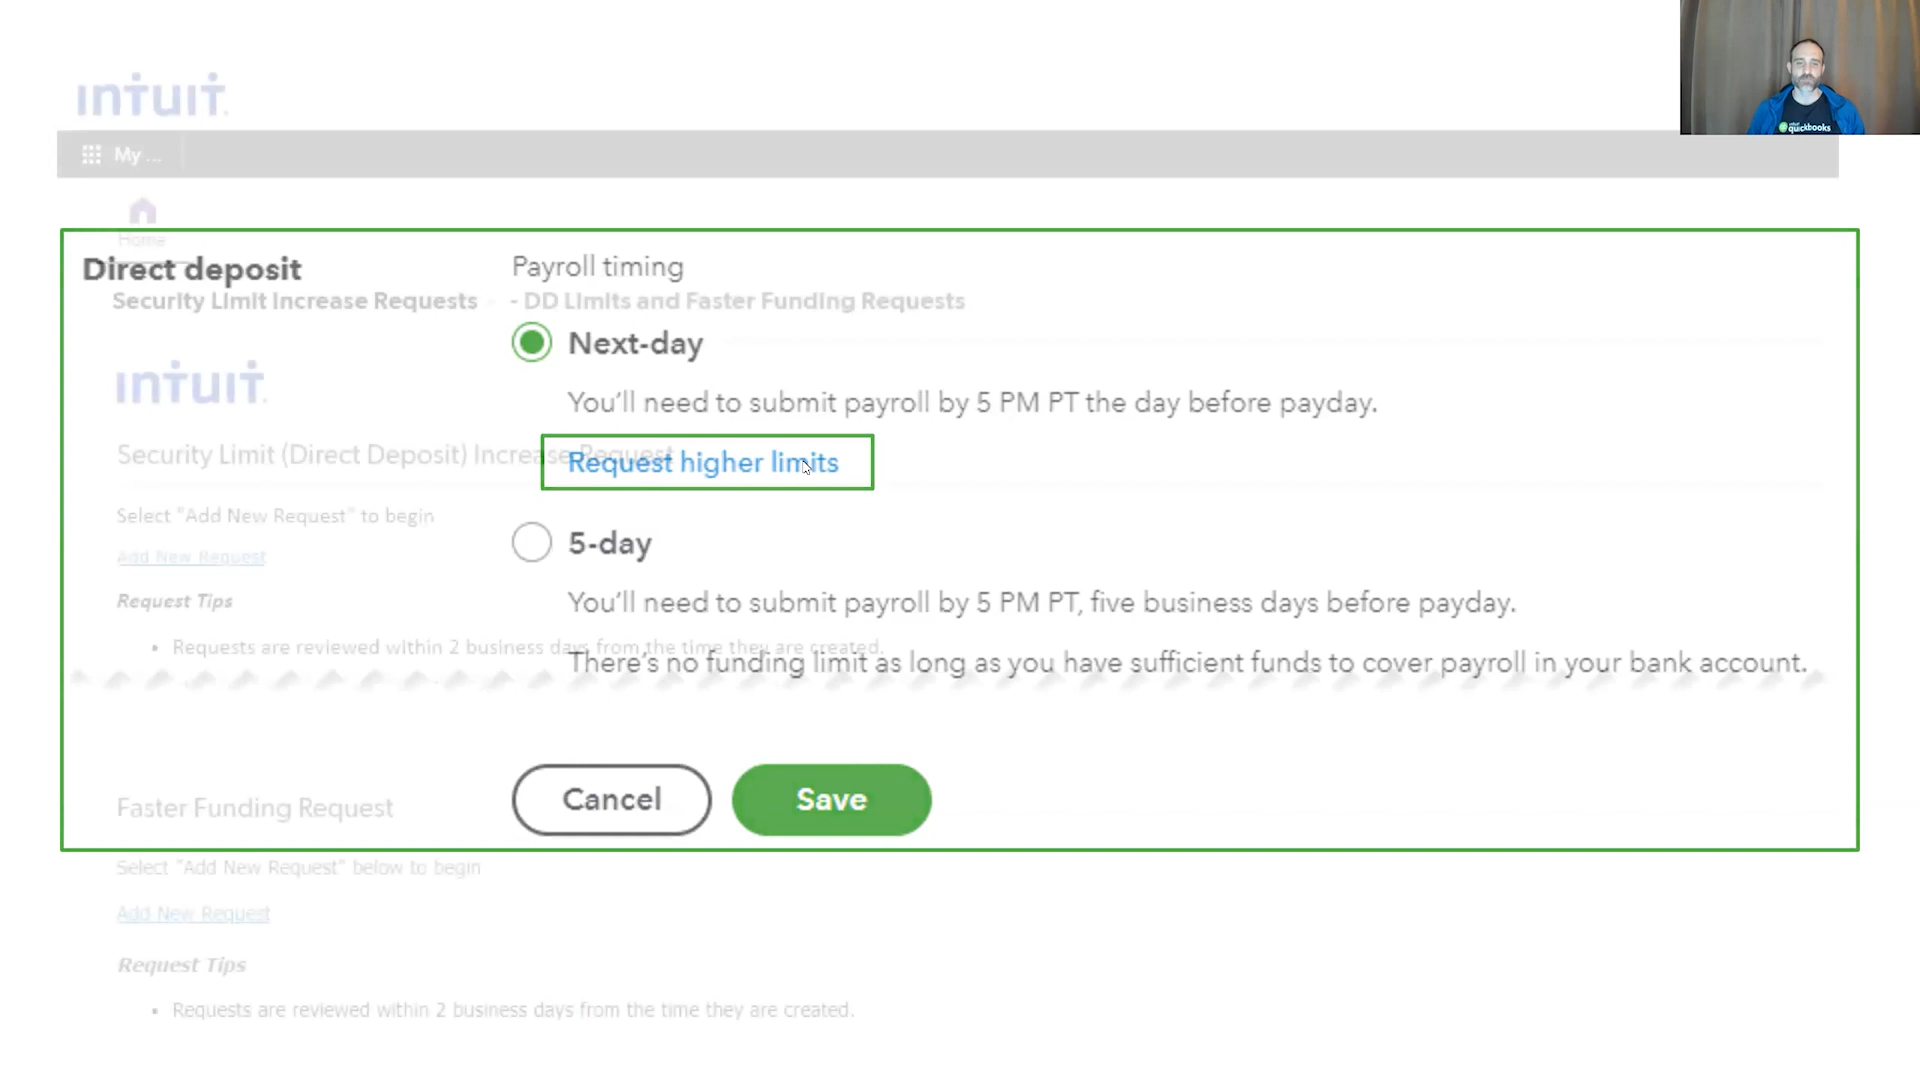 intuit
My ...
Home
Direct deposit
Payroll timing
Security Limit Increase Requests - DD Limits and Faster Funding Requests
Next-day
intuit
You'll need to submit payroll by 5 PM PT the day before payday.
Security Limit (Direct Deposit) Increase Request
Request higher limits
Select "Add New Request" to begin
5-day
Add New Request
Request Tips
You'll need to submit payroll by 5 PM PT, five business days before payday.
• Requests are reviewed within 2 business days from the time they are created.
There's no funding limit as long as you have sufficient funds to cover payroll in your bank account.
Cancel
Save
Faster Funding Request
Select "Add New Request" below to begin
Add New Request
Request Tips
• Requests are reviewed within 2 business days from the time they are created.
quickbooks